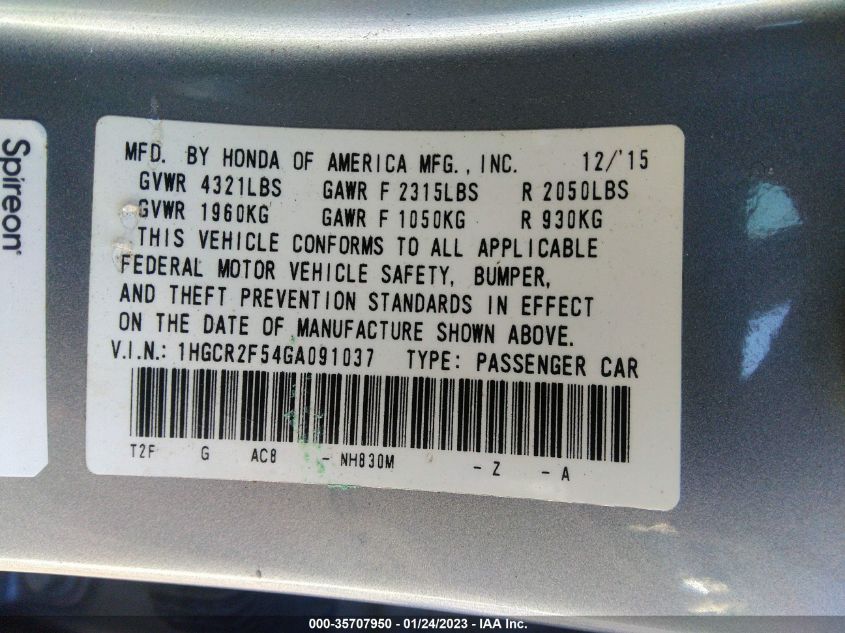 Spireon
MFD. BY HONDA OF AMERICA MFG., INC. 12/'15
GVWR 4321LBS GAWR F 2315LBS R 2050LBS
GVWR 1960KG GAWR F 1050KG R 930KG
THIS VEHICLE CONFORMS TO ALL APPLICABLE
FEDERAL MOTOR VEHICLE SAFETY, BUMPER,
AND THEFT PREVENTION STANDARDS IN EFFECT
ON THE DATE OF MANUFACTURE SHOWN ABOVE.
V.I.N.: 1HGCR2F54GA091037 TYPE: PASSENGER CAR
T2F G AC8 - NH830M - Z - A
000-35707950 - 01/24/2023 - IAA Inc.